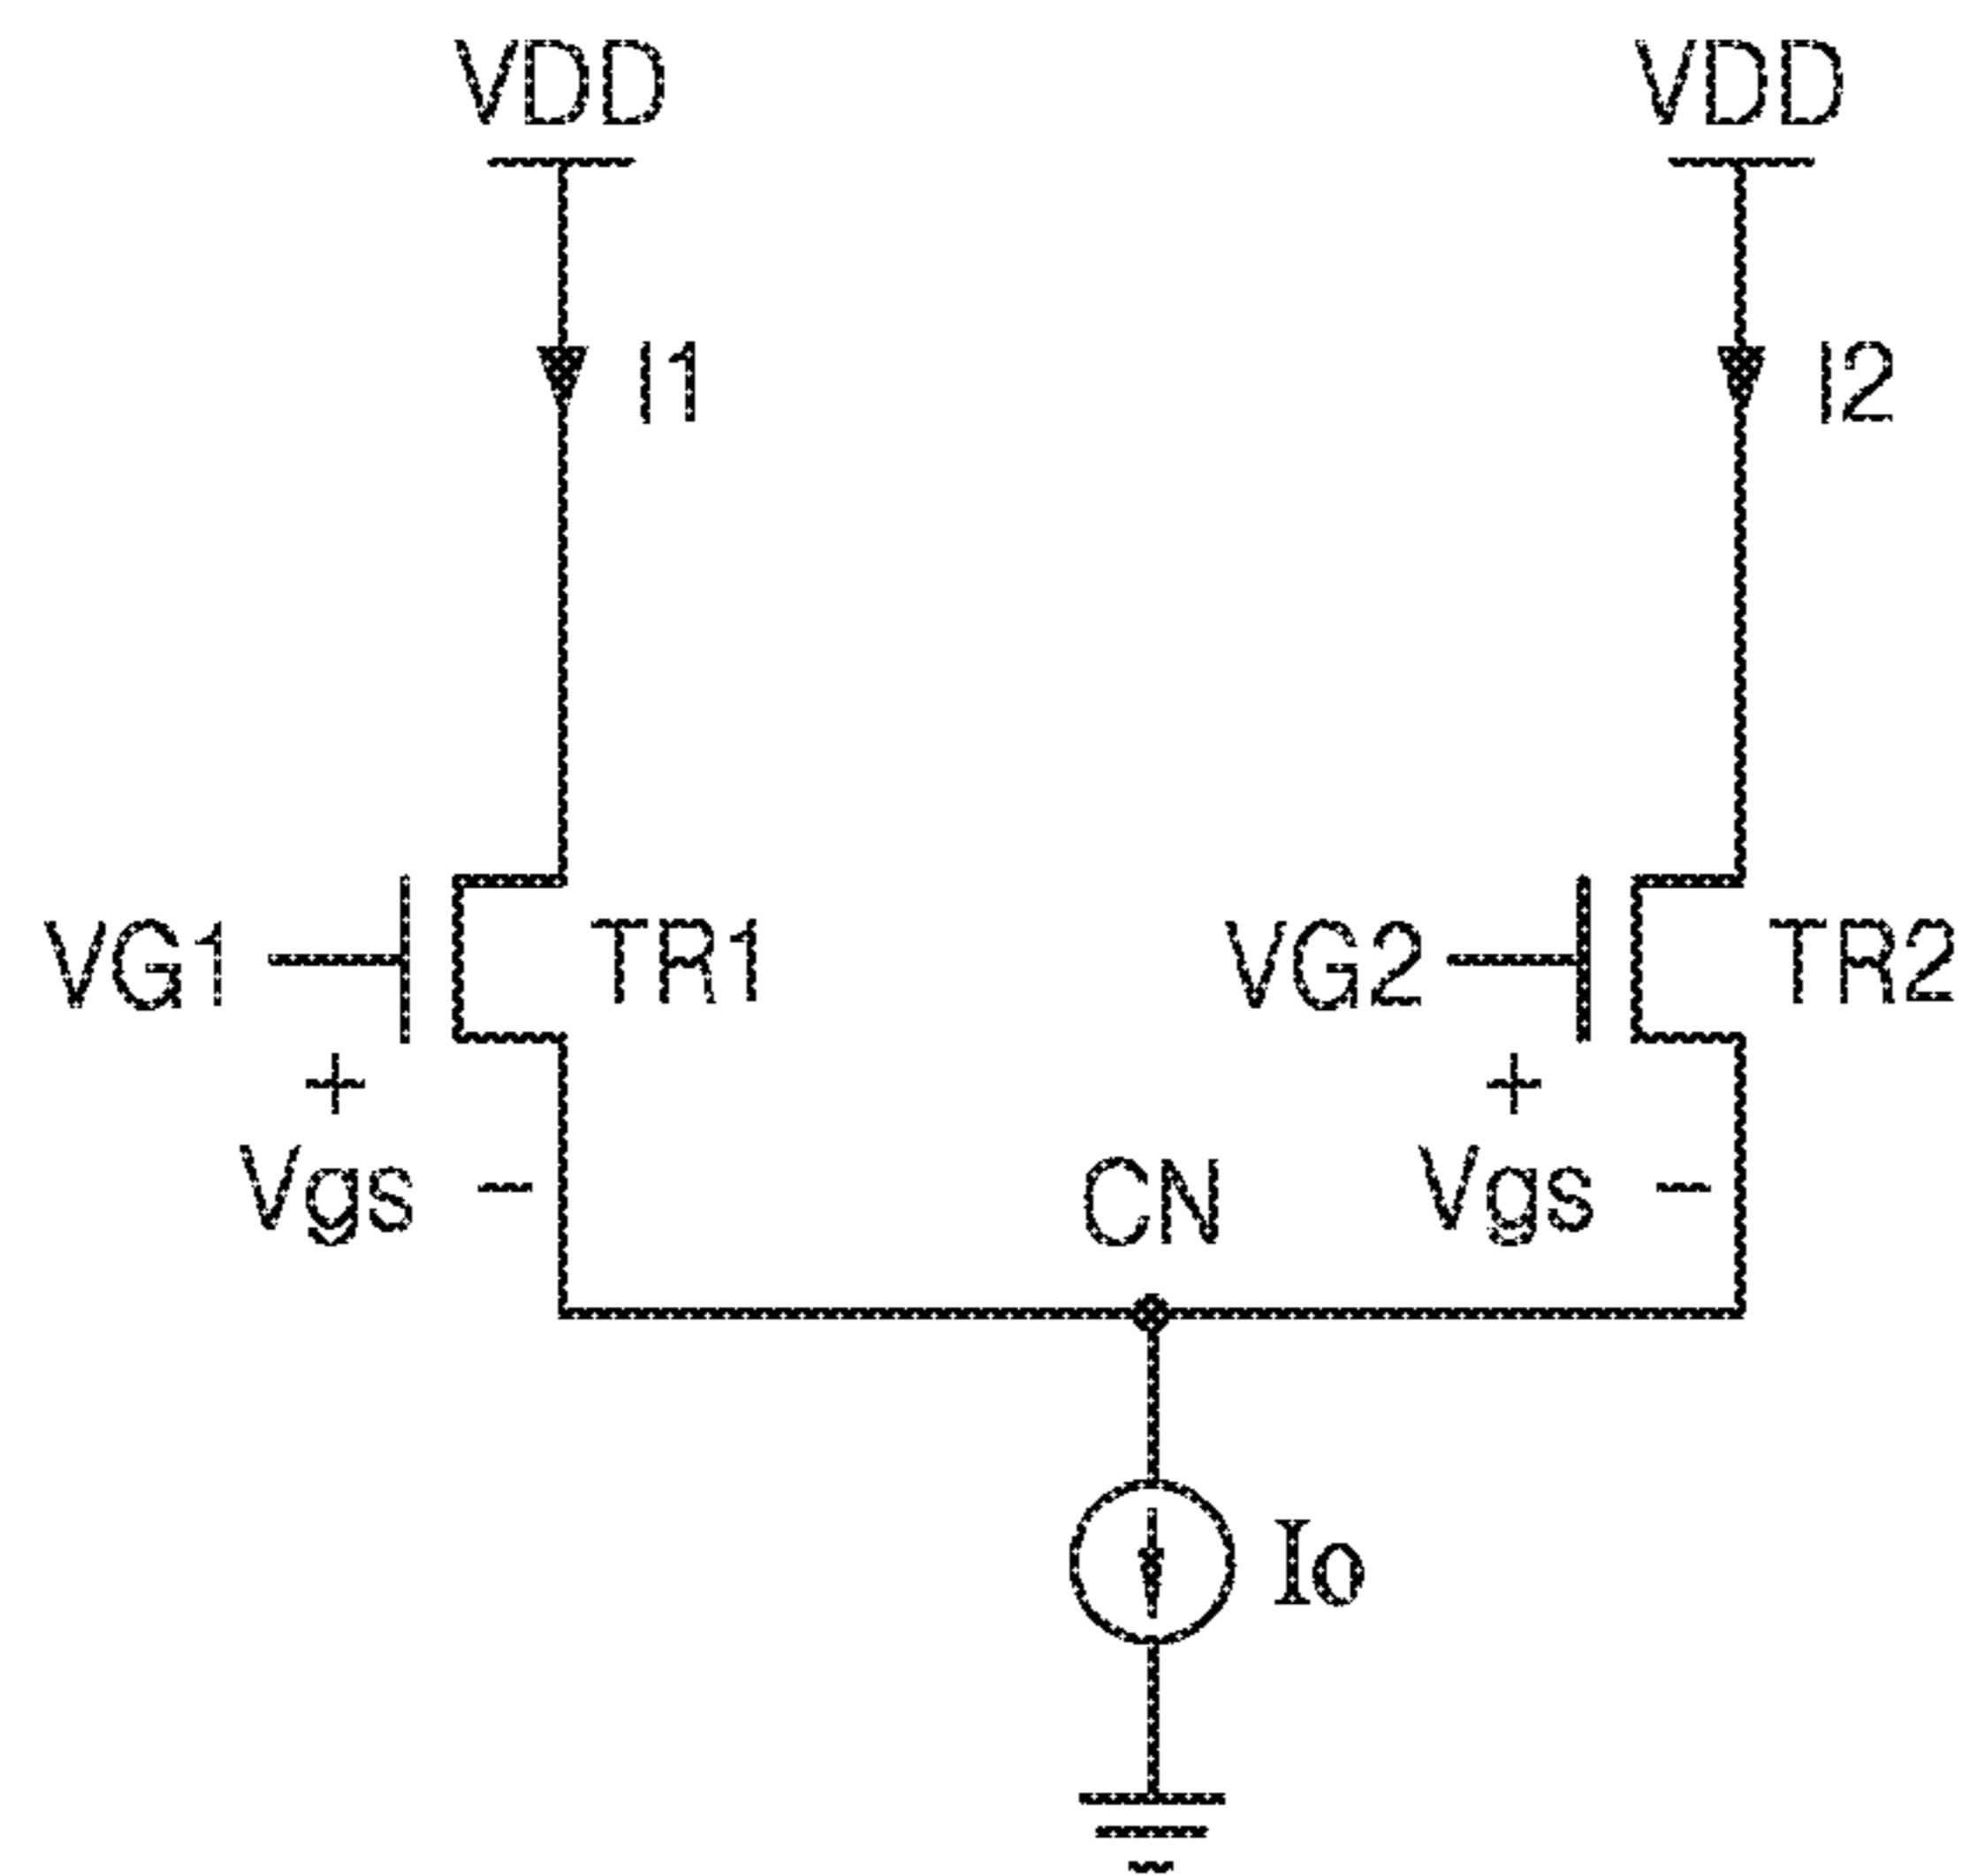 VDD VDD
I1 I2
VG1 TR1 VG2 TR2
+ +
Vgs - CN Vgs -
Io